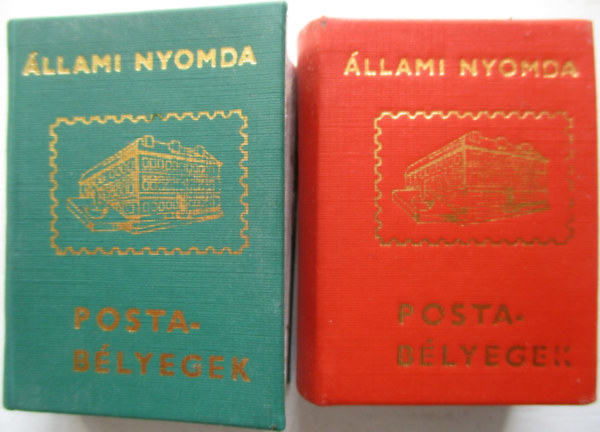 ÁLLAMI NYOMDA
POSTA-
BÉLYEGEK
ÁLLAMI NYOMDA
POSTA-
BÉLYEGEK